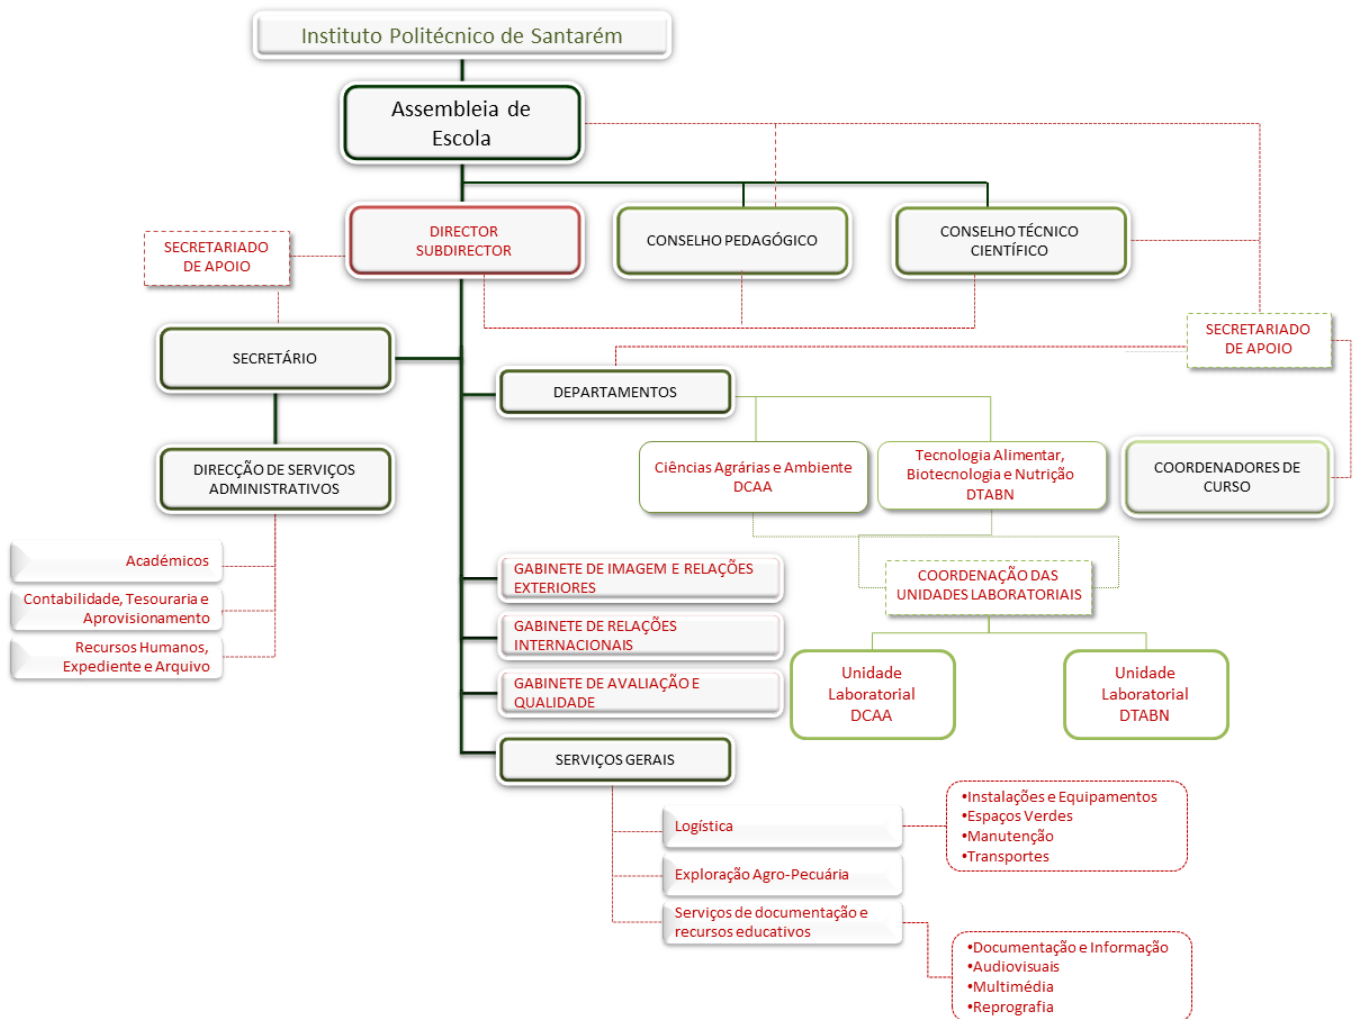 Instituto Politécnico de Santarém
Assembleia de
Escola
DIRECTOR
SUBDIRECTOR
CONSELHO PEDAGÓGICO
CONSELHO TÉCNICO
CIENTÍFICO
SECRETARIADO
DE APOIO
SECRETÁRIO
SECRETARIADO
DE APOIO
DEPARTAMENTOS
DIRECÇÃO DE SERVIÇOS
ADMINISTRATIVOS
Ciências Agrárias e Ambiente
DCAA
Tecnologia Alimentar,
Biotecnologia e Nutrição
DTABN
COORDENADORES DE
CURSO
Académicos
Contabilidade, Tesouraria e
Aprovisionamento
Recursos Humanos,
Expediente e Arquivo
GABINETE DE IMAGEM E RELAÇÕES
EXTERIORES
GABINETE DE RELAÇÕES
INTERNACIONAIS
GABINETE DE AVALIAÇÃO E
QUALIDADE
COORDENAÇÃO DAS
UNIDADES LABORATORIAIS
Unidade
Laboratorial
DCAA
Unidade
Laboratorial
DTABN
SERVIÇOS GERAIS
Logística
•Instalações e Equipamentos
•Espaços Verdes
•Manutenção
•Transportes
Exploração Agro-Pecuária
Serviços de documentação e
recursos educativos
•Documentação e Informação
•Audiovisuais
•Multimédia
•Reprografia